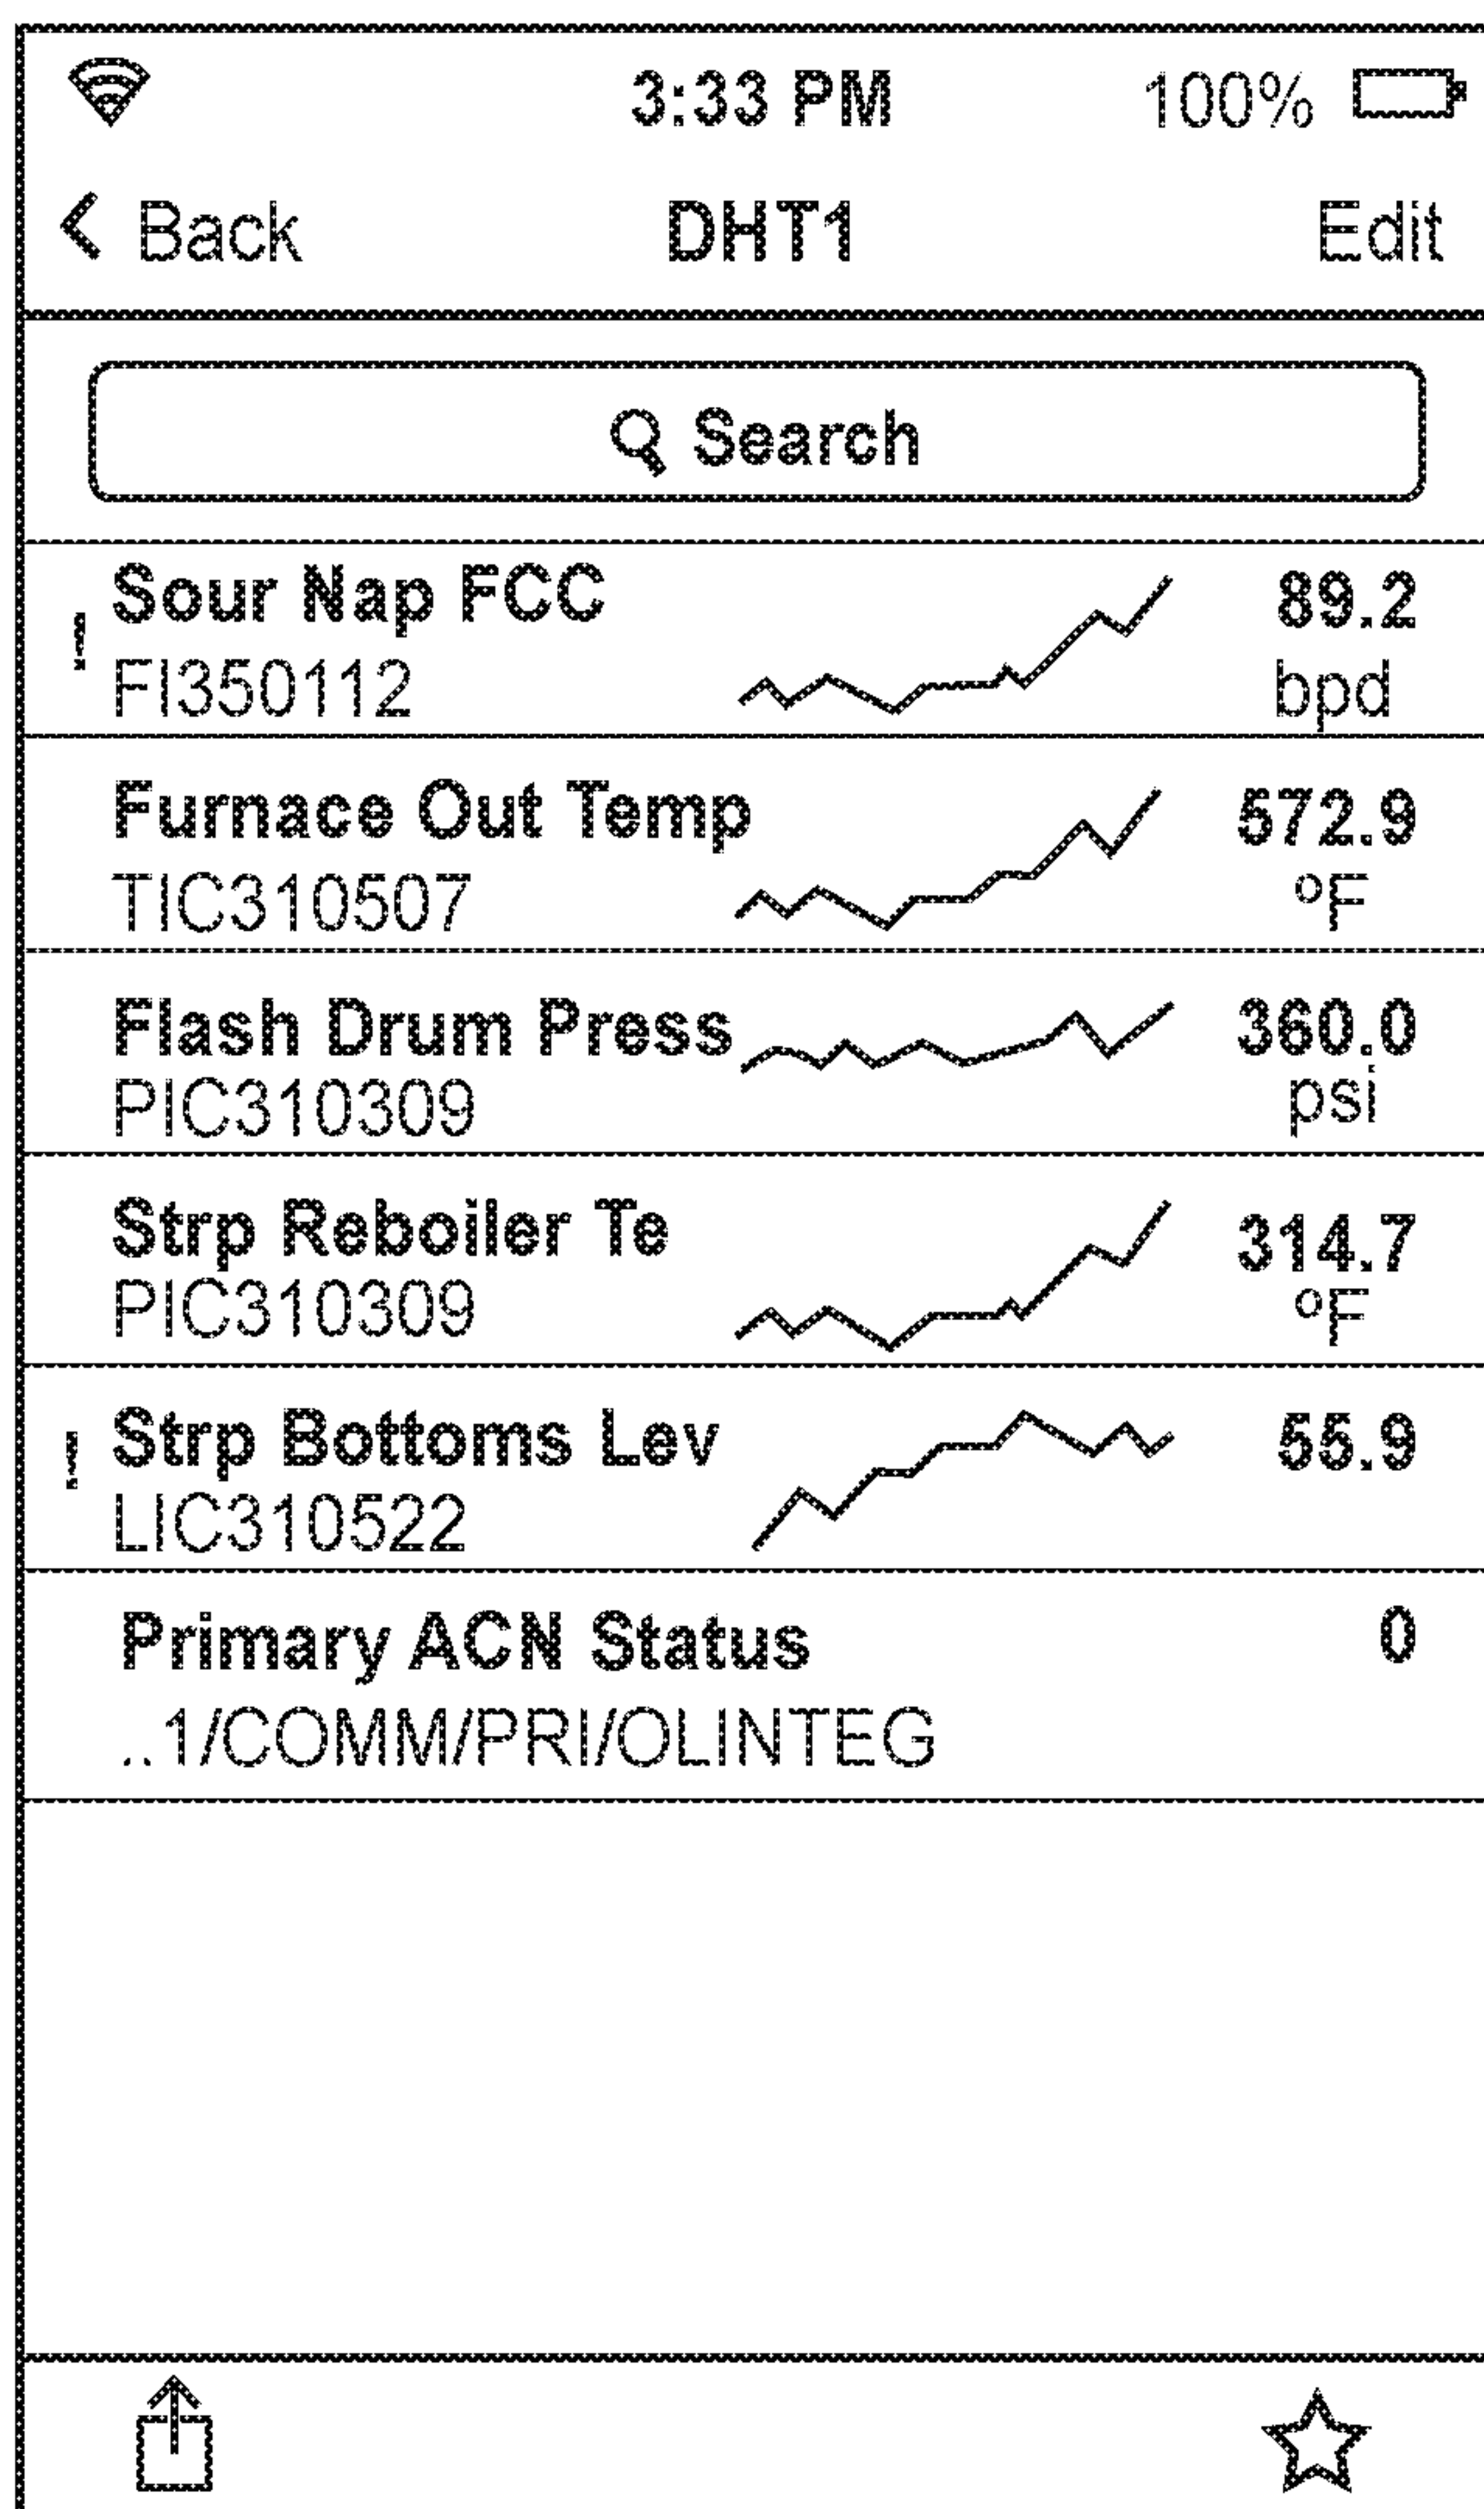 3:33 PM 100%
Back DHT1 Edit
Search
! Sour Nap FCC 89.2
FI350112 bpd
Furnace Out Temp 572.9
TIC310507 °F
Flash Drum Press 360.0
PIC310309 psi
Strp Reboiler Te 314.7
PIC310309 °F
! Strp Bottoms Lev 55.9
LIC310522
Primary ACN Status 0
..1/COMM/PRI/OLINTEG